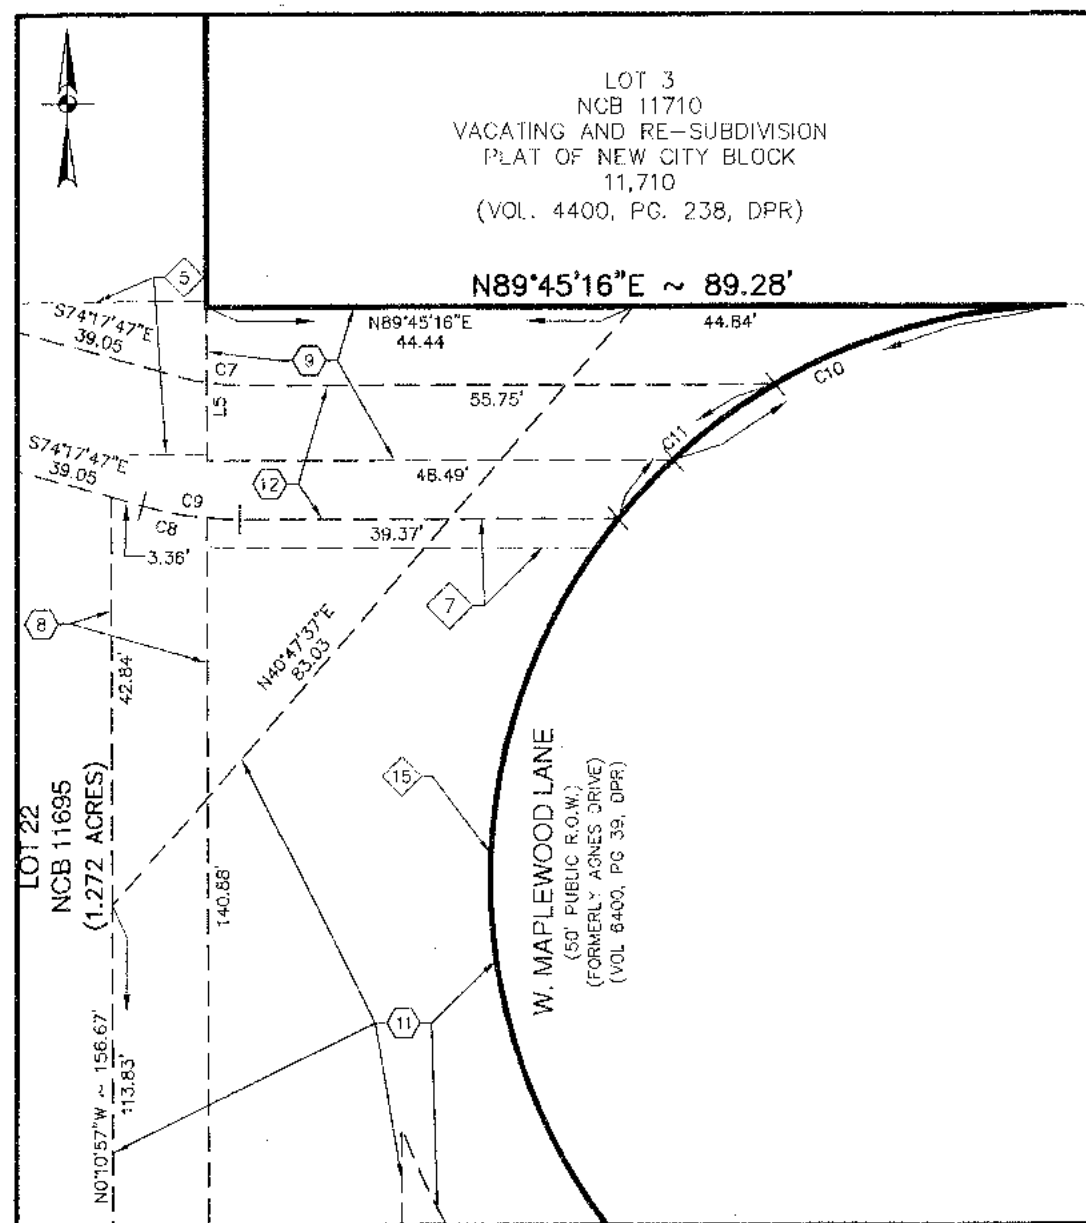 LOT 3
NCB 11710
VACATING AND RE-SUBDIVISION
PLAT OF NEW CITY BLOCK
11,710
(VOL. 4400, PG. 238, DPR)
5
N89°45'16"E ~ 89.28'
S74°17'47"E
39.05
N89°45'16"E
44.44
44.84'
9
C7
C10
L5
55.75'
C11
S74°17'47"E
39.05
48.49'
12
C9
C8
39.37'
3.36'
7
8
N40°47'37"E
83.03
42.84'
15
LOT 22
NCB 11695
(1.272 ACRES)
140.88'
W. MAPLEWOOD LANE
(50' PUBLIC R.O.W.)
(FORMERLY AGNES DRIVE)
(VOL 6400, PG 39, DPR)
11
N0°10'57"W ~ 156.67'
113.83'